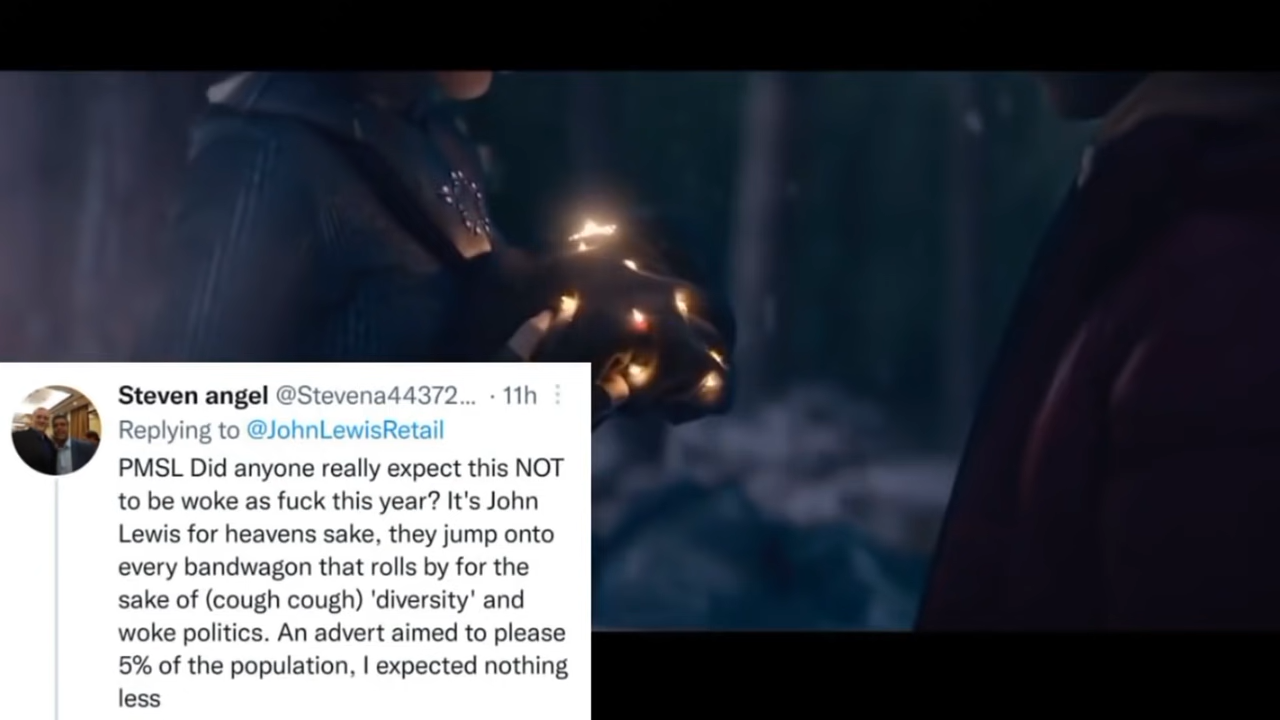 Steven angel @Stevena44372... · 11h
Replying to @JohnLewisRetail
PMSL Did anyone really expect this NOT
to be woke as fuck this year? It's John
Lewis for heavens sake, they jump onto
every bandwagon that rolls by for the
sake of (cough cough) 'diversity' and
woke politics. An advert aimed to please
5% of the population, I expected nothing
less